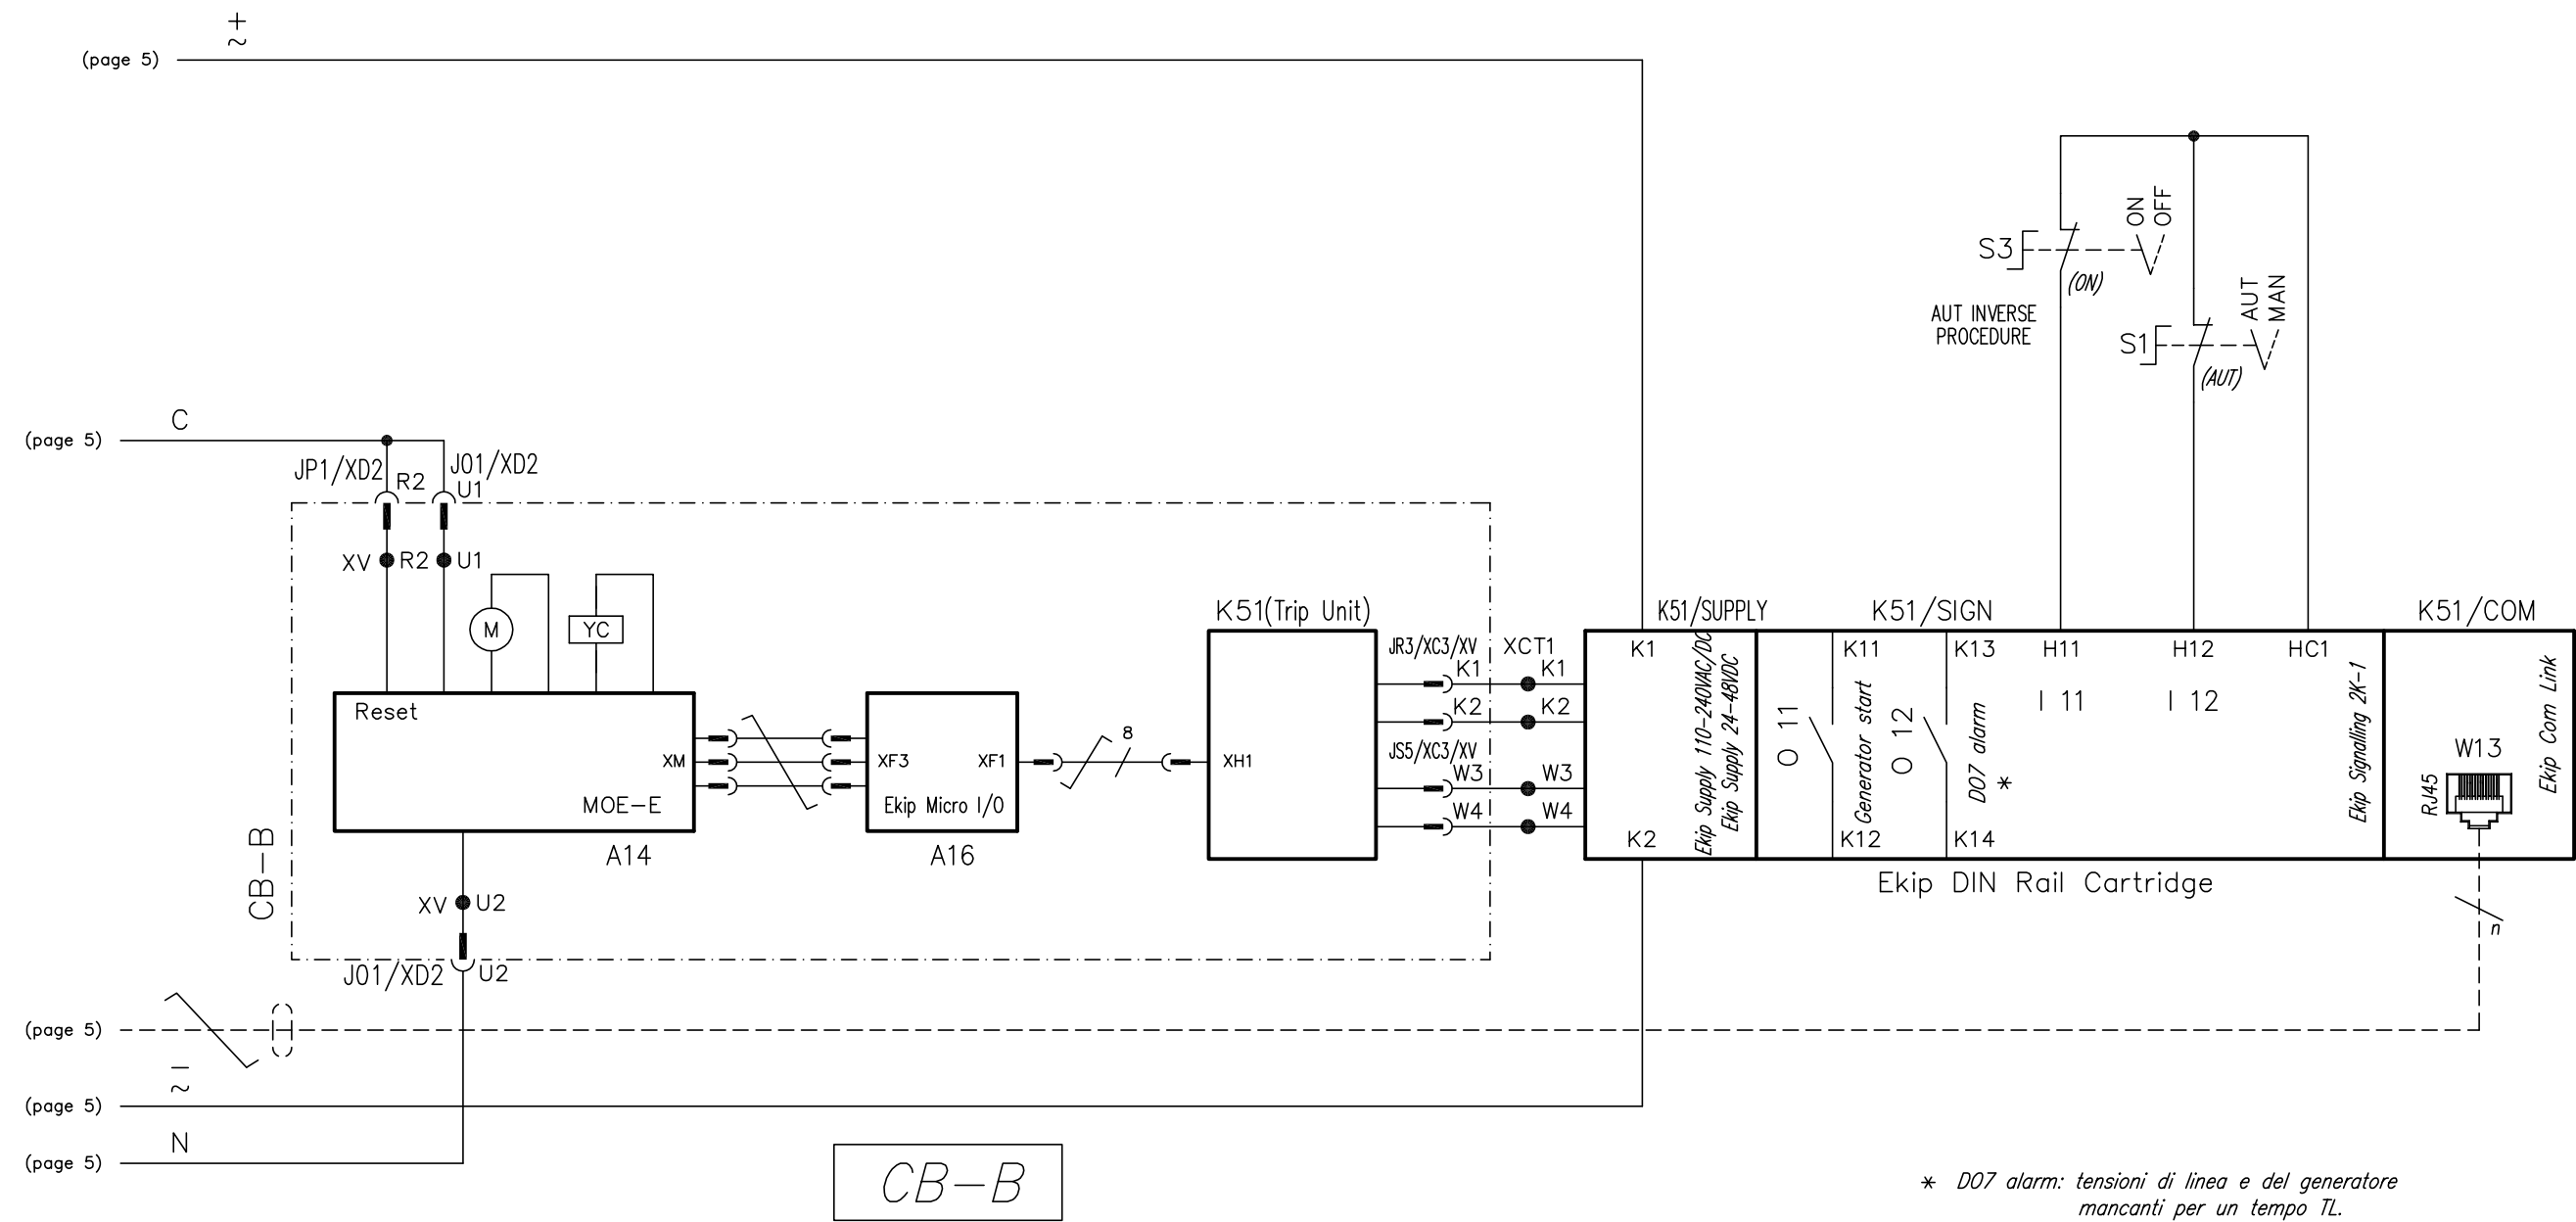 +
~
(page 5)
ON
OFF
S3
(ON)
AUT INVERSE
PROCEDURE
AUT
MAN
S1
(AUT)
C
(page 5)
JP1/XD2
R2
J01/XD2
U1
XV
R2
U1
M
YC
K51(Trip Unit)
K51/SUPPLY
K51/SIGN
K51/COM
JR3/XC3/XV
XCT1
K1
K1
K2
K2
JS5/XC3/XV
W3
W3
W4
W4
K1
K2
Ekip Supply 110-240VAC/DC
Ekip Supply 24-48VDC
K11
O 11
Generator start
K12
K13
O 12
D07 alarm
*
K14
H11
I 11
H12
I 12
HC1
Ekip Signalling 2K-1
Ekip Com Link
W13
RJ45
Reset
XM
MOE-E
A14
XF3
XF1
Ekip Micro I/O
A16
8
XH1
CB-B
Ekip DIN Rail Cartridge
XV
U2
J01/XD2
U2
n
(page 5)
–
~
(page 5)
N
(page 5)
CB-B
* D07 alarm: tensioni di linea e del generatore
mancanti per un tempo TL.